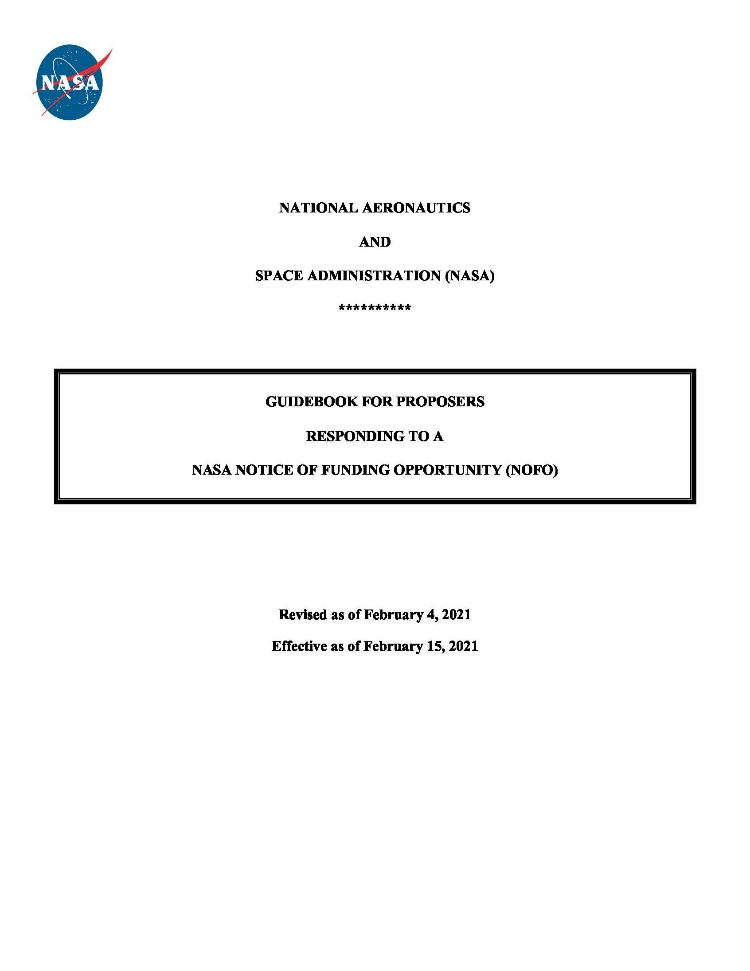 NASA
NATIONAL AERONAUTICS
AND
SPACE ADMINISTRATION (NASA)
**********
GUIDEBOOK FOR PROPOSERS
RESPONDING TO A
NASA NOTICE OF FUNDING OPPORTUNITY (NOFO)
Revised as of February 4, 2021
Effective as of February 15, 2021